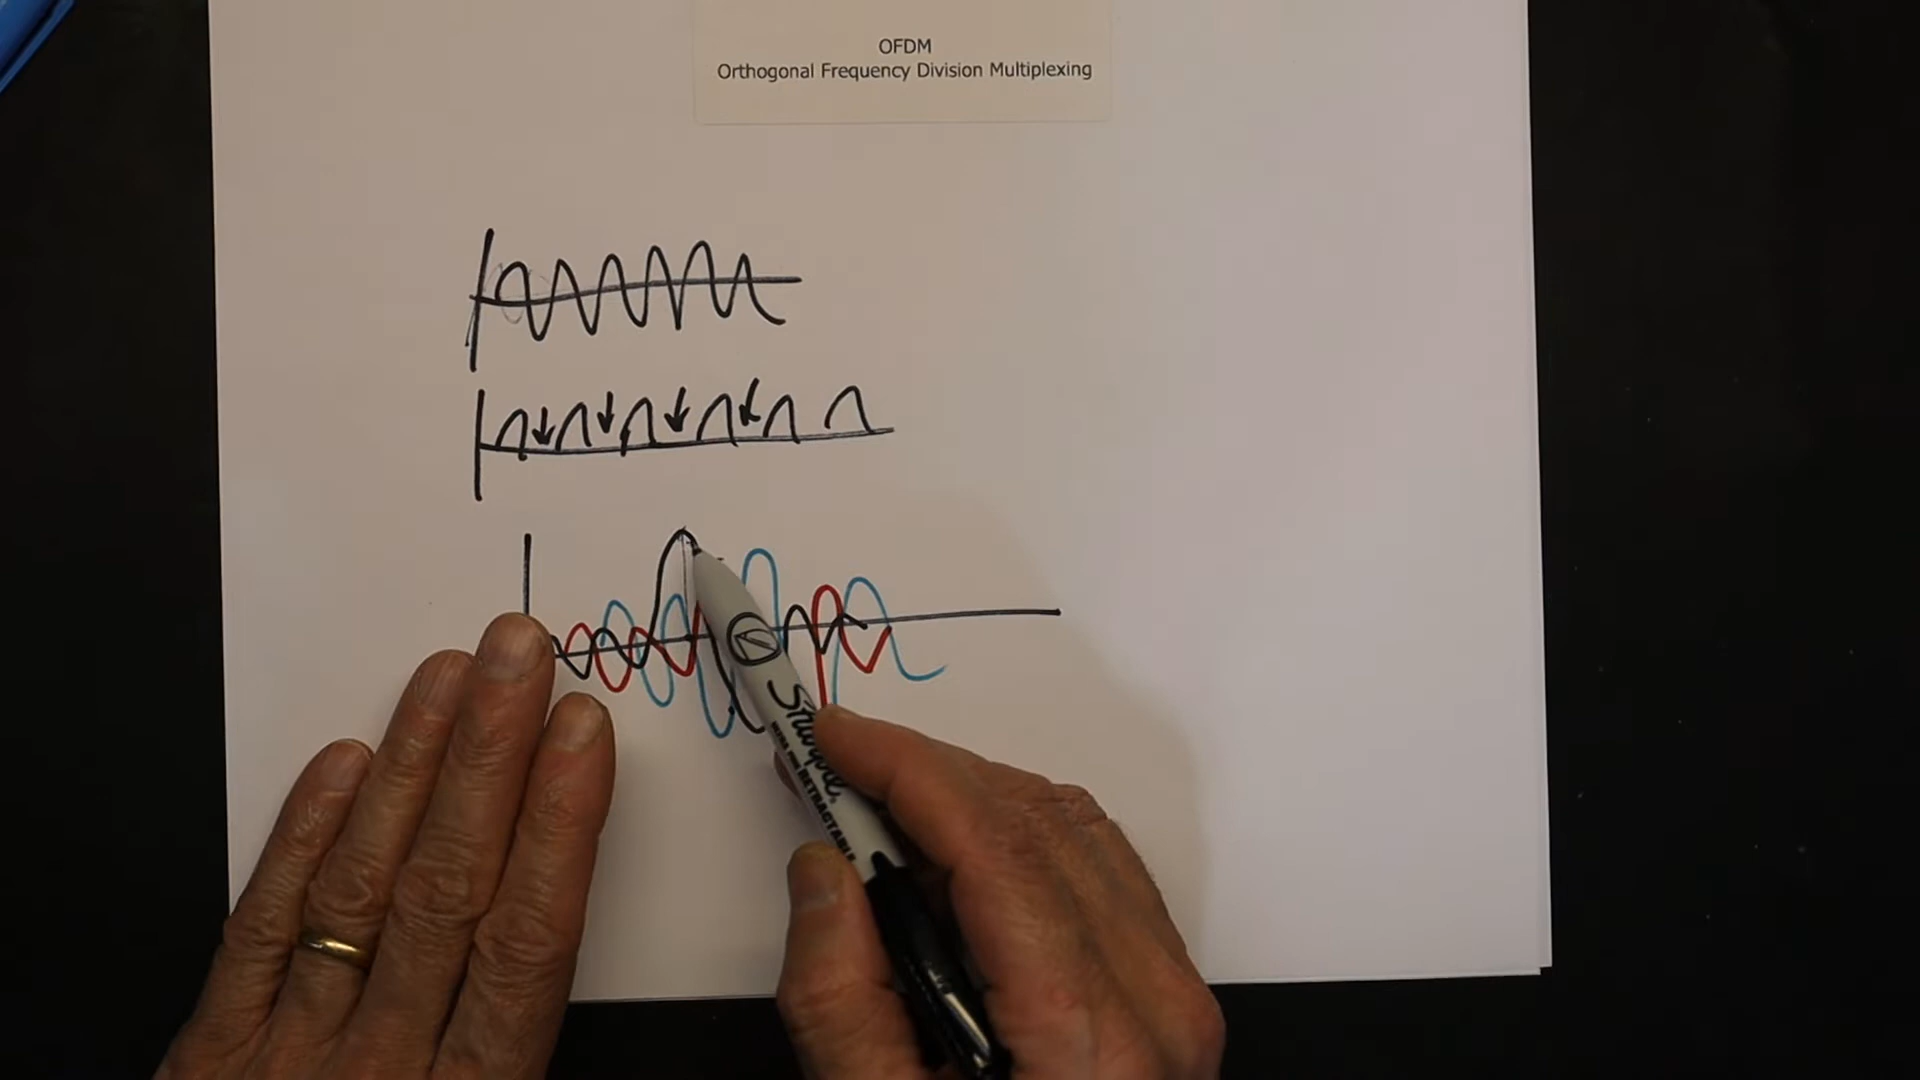 OFDM
Orthogonal Frequency Division Multiplexing
Sharpie.
RETRACTABLE